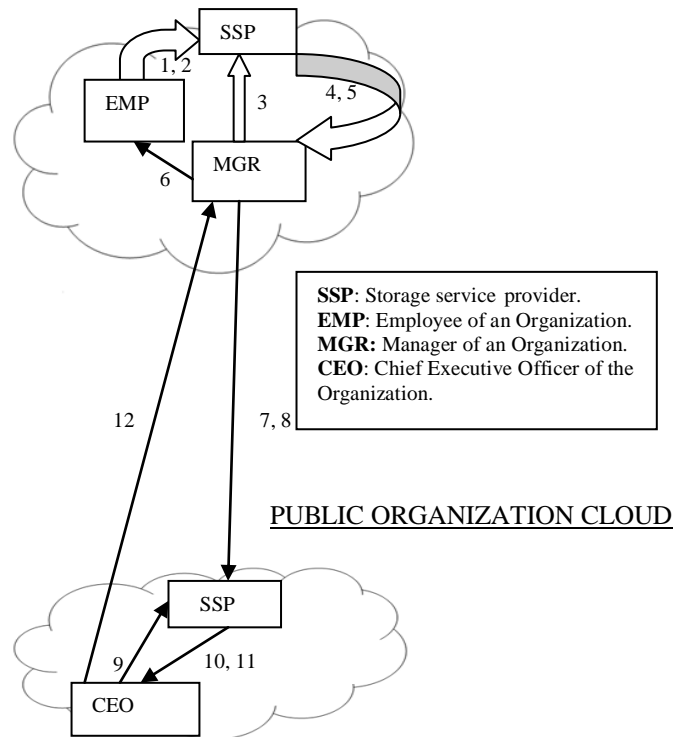 SSP
1, 2
4, 5
EMP
3
MGR
6
SSP: Storage service provider.
EMP: Employee of an Organization.
MGR: Manager of an Organization.
CEO: Chief Executive Officer of the
Organization.
12
7, 8
PUBLIC ORGANIZATION CLOUD
SSP
9
10, 11
CEO